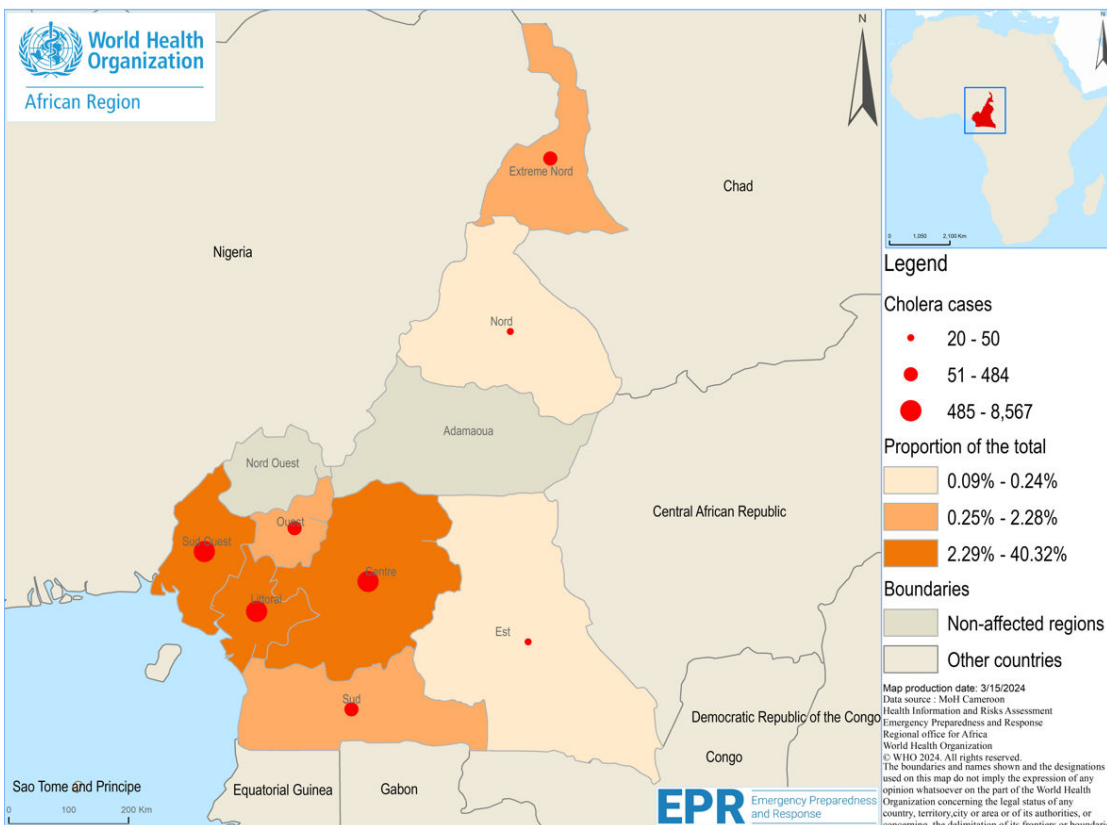 World Health
Organization
African Region
N
Extreme Nord
Chad
Nigeria
Nord
Adamaoua
Nord Ouest
Ouest
Sud Ouest
Centre
Littoral
Est
Sud
Central African Republic
Democratic Republic of the Congo
Congo
Sao Tome and Principe
Equatorial Guinea
Gabon
0 100 200 Km
EPR Emergency Preparedness
and Response
N
0 1,050 2,100 Km
Legend
Cholera cases
20 - 50
51 - 484
485 - 8,567
Proportion of the total
0.09% - 0.24%
0.25% - 2.28%
2.29% - 40.32%
Boundaries
Non-affected regions
Other countries
Map production date: 3/15/2024
Data source : MoH Cameroon
Health Information and Risks Assessment
Emergency Preparedness and Response
Regional office for Africa
World Health Organization
© WHO 2024. All rights reserved.
The boundaries and names shown and the designations
used on this map do not imply the expression of any
opinion whatsoever on the part of the World Health
Organization concerning the legal status of any
country, territory,city or area or of its authorities, or
concerning the delimitation of its frontiers or